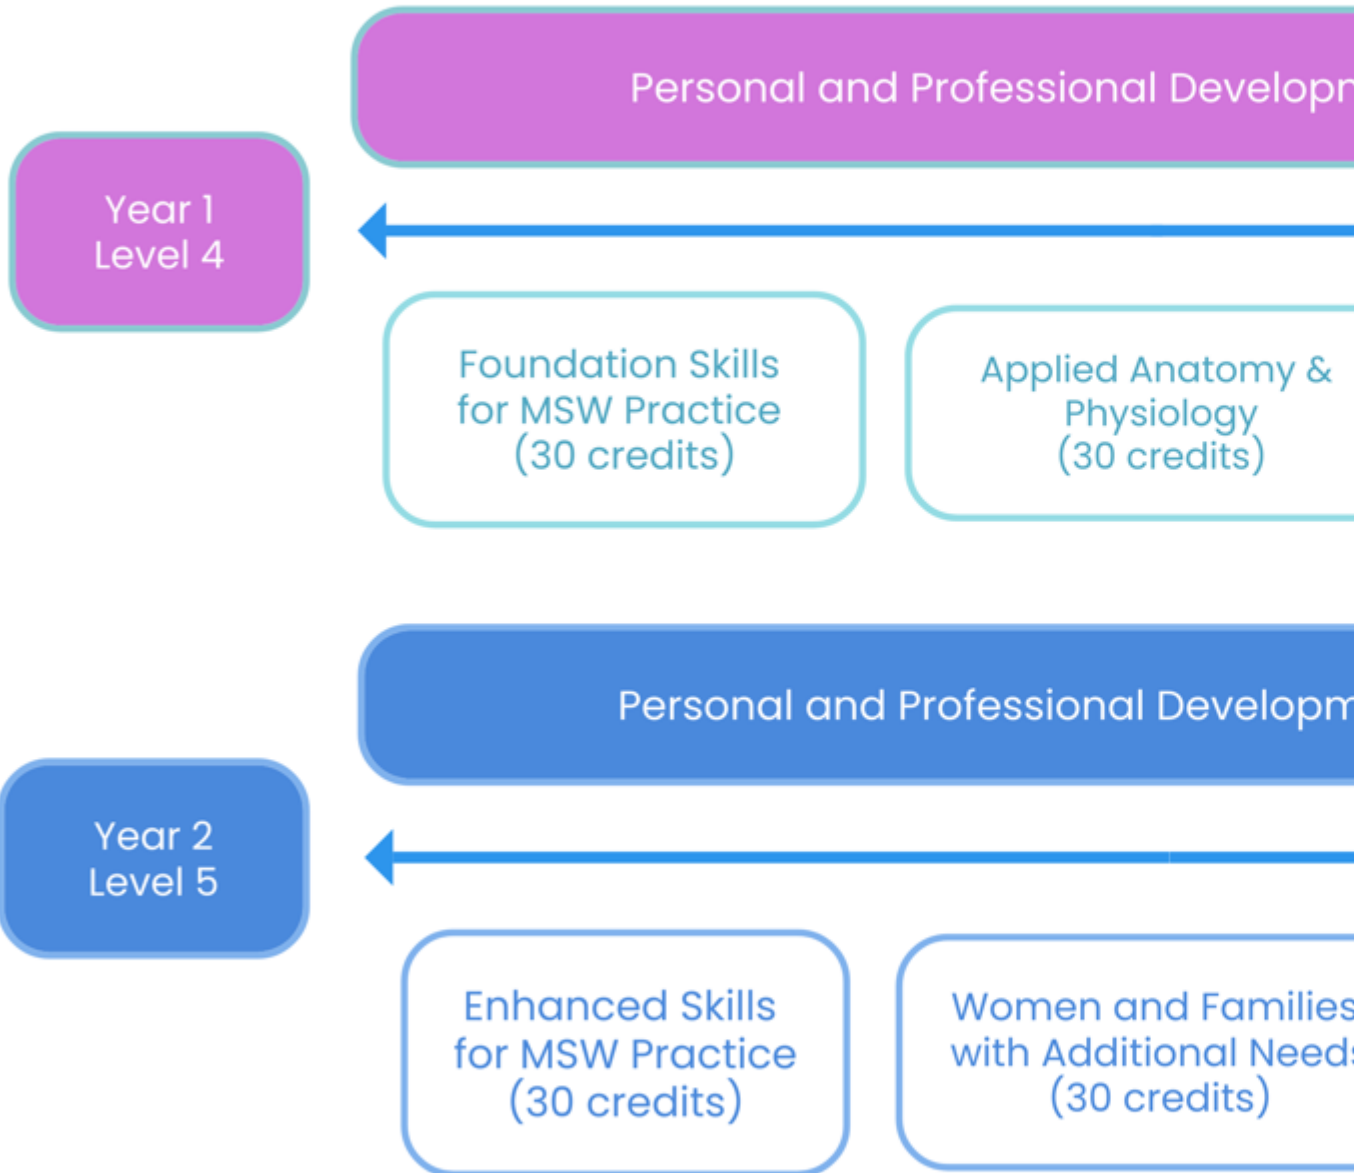 Personal and Professional Developm
Year 1
Level 4
Foundation Skills
for MSW Practice
(30 credits)
Applied Anatomy &
Physiology
(30 credits)
Personal and Professional Developm
Year 2
Level 5
Enhanced Skills
for MSW Practice
(30 credits)
Women and Families
with Additional Needs
(30 credits)